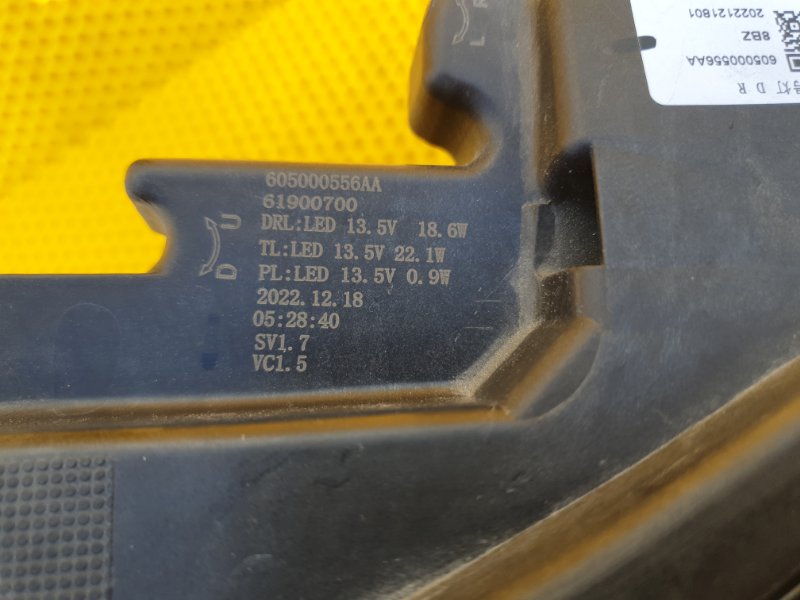 605000556AA
61900700
DRL:LED 13.5V 18.6W
TL:LED 13.5V 22.1W
PL:LED 13.5V 0.9W
2022.12.18
05:28:40
SV1.7
VC1.5
U
D
L R
灯 D R
605000556AA
8BZ
2022121801